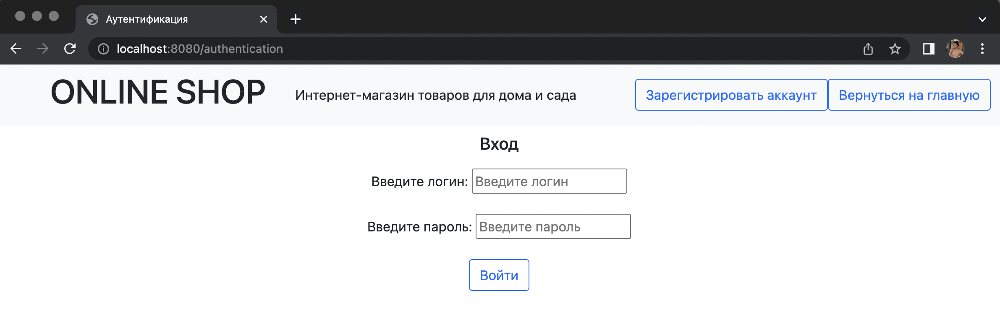 Аутентификация
localhost:8080/authentication
ONLINE SHOP Интернет-магазин товаров для дома и сада Зарегистрировать аккаунт Вернуться на главную
Вход
Введите логин: Введите логин
Введите пароль: Введите пароль
Войти